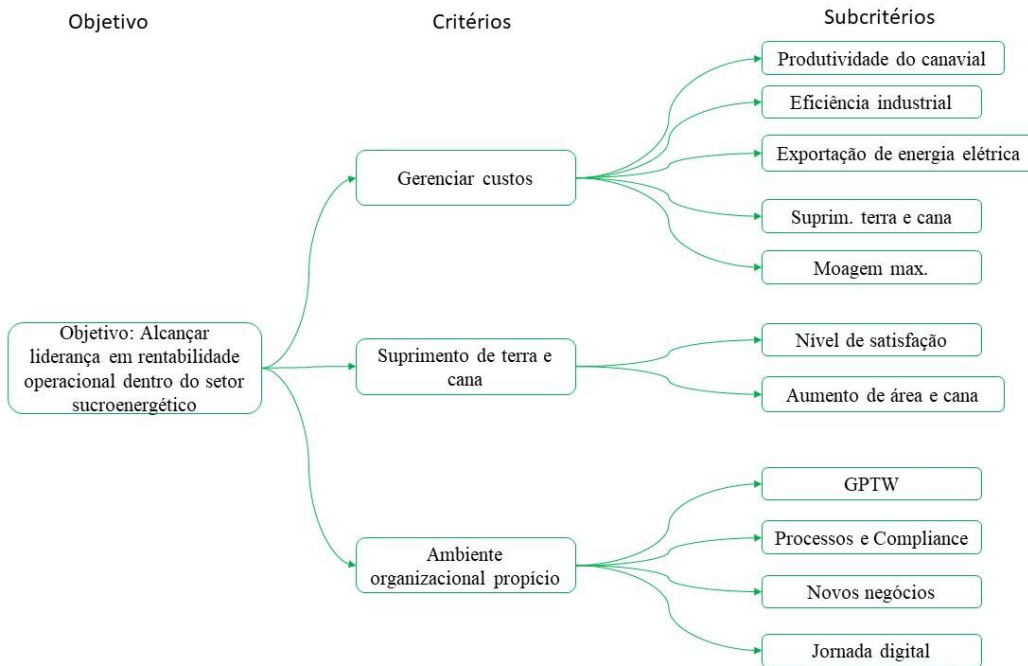 Objetivo
Critérios
Subcritérios
Produtividade do canavial
Eficiência industrial
Exportação de energia elétrica
Gerenciar custos
Suprim. terra e cana
Moagem max.
Objetivo: Alcançar
liderança em rentabilidade
operacional dentro do setor
sucroenergético
Suprimento de terra e
cana
Nível de satisfação
Aumento de área e cana
GPTW
Processos e Compliance
Ambiente
organizacional propício
Novos negócios
Jornada digital